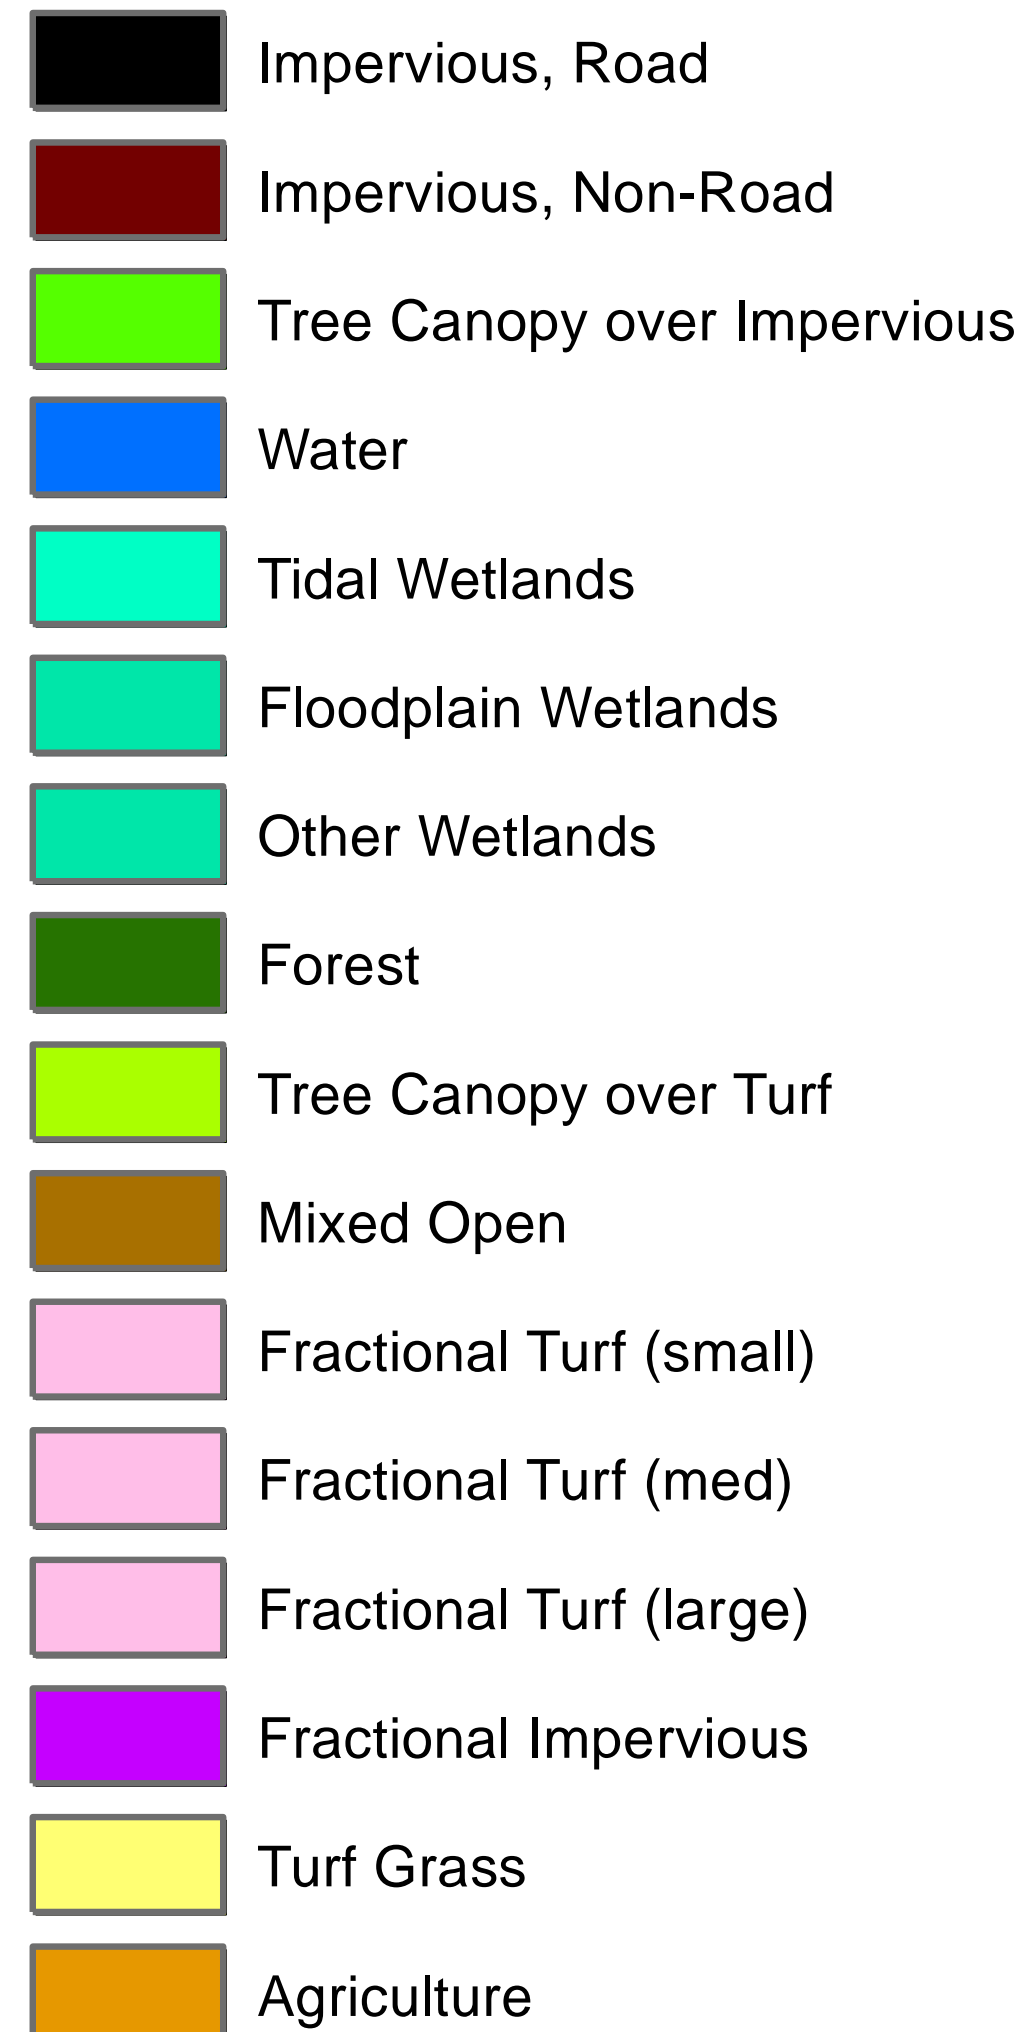 Impervious, Road
Impervious, Non-Road
Tree Canopy over Impervious
Water
Tidal Wetlands
Floodplain Wetlands
Other Wetlands
Forest
Tree Canopy over Turf
Mixed Open
Fractional Turf (small)
Fractional Turf (med)
Fractional Turf (large)
Fractional Impervious
Turf Grass
Agriculture